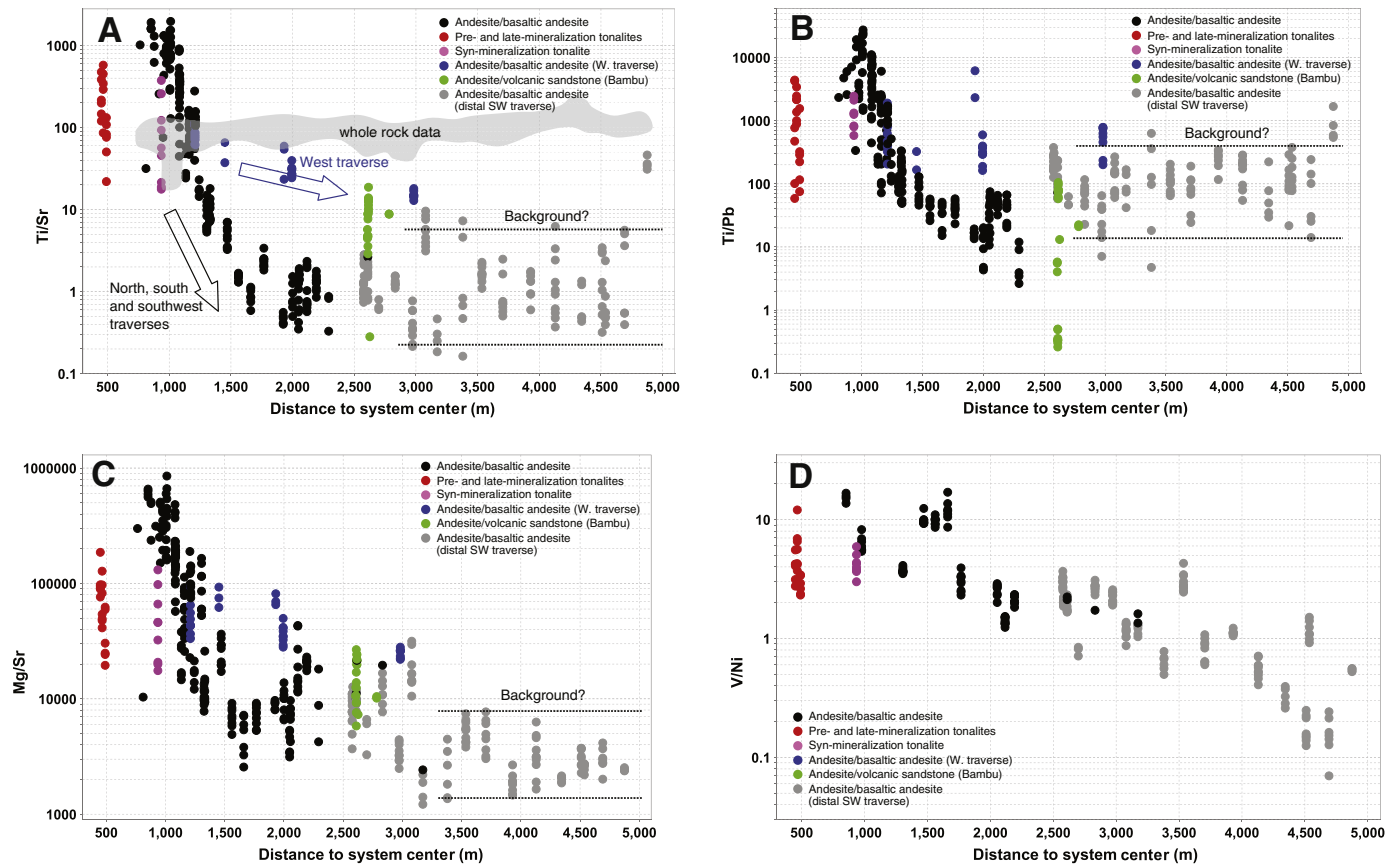 A
Andesite/basaltic andesite
Pre- and late-mineralization tonalites
Syn-mineralization tonalite
Andesite/basaltic andesite (W. traverse)
Andesite/volcanic sandstone (Bambu)
Andesite/basaltic andesite
(distal SW traverse)
1000
100
10
1
0.1
Ti/Sr
whole rock data
West traverse
Background?
North, south
and southwest
traverses
500
1,000
1,500
2,000
2,500
3,000
3,500
4,000
4,500
5,000
Distance to system center (m)
B
Andesite/basaltic andesite
Pre- and late-mineralization tonalites
Syn-mineralization tonalite
Andesite/basaltic andesite (W. traverse)
Andesite/volcanic sandstone (Bambu)
Andesite/basaltic andesite
(distal SW traverse)
10000
1000
100
10
1
0.1
Ti/Pb
Background?
500
1,000
1,500
2,000
2,500
3,000
3,500
4,000
4,500
5,000
Distance to system center (m)
C
Andesite/basaltic andesite
Pre- and late-mineralization tonalites
Syn-mineralization tonalite
Andesite/basaltic andesite (W. traverse)
Andesite/volcanic sandstone (Bambu)
Andesite/basaltic andesite
(distal SW traverse)
1000000
100000
10000
1000
Mg/Sr
Background?
500
1,000
1,500
2,000
2,500
3,000
3,500
4,000
4,500
5,000
Distance to system center (m)
D
10
1
0.1
V/Ni
Andesite/basaltic andesite
Pre- and late-mineralization tonalites
Syn-mineralization tonalite
Andesite/basaltic andesite (W. traverse)
Andesite/volcanic sandstone (Bambu)
Andesite/basaltic andesite
(distal SW traverse)
500
1,000
1,500
2,000
2,500
3,000
3,500
4,000
4,500
5,000
Distance to system center (m)